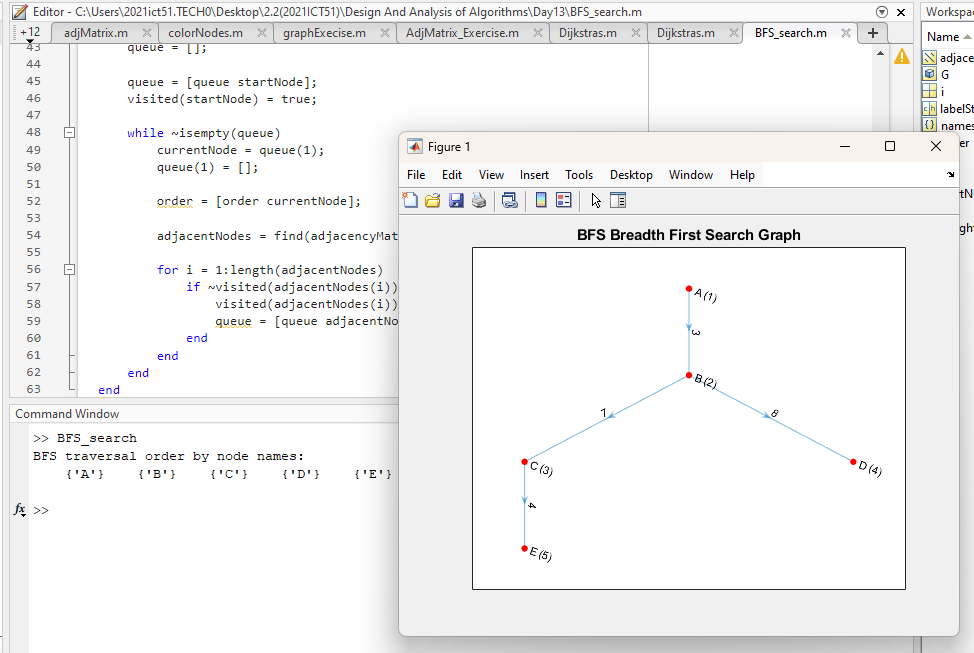 Editor - C:\Users\2021ict51.TECH0\Desktop\2.2(2021ICT51)\Design And Analysis of Algorithms\Day13\BFS_search.m
Workspa
+12 adjMatrix.m colorNodes.m graphExecise.m AdjMatrix_Exercise.m Dijkstras.m Dijkstras.m BFS_search.m +
Name
adjace
G
i
labelSt
names
er
tN
gh
43 queue = [];
44
45 queue = [queue startNode];
46 visited(startNode) = true;
47
48 while ~isempty(queue)
49 currentNode = queue(1);
50 queue(1) = [];
51
52 order = [order currentNode];
53
54 adjacentNodes = find(adjacencyMat
55
56 for i = 1:length(adjacentNodes)
57 if ~visited(adjacentNodes(i))
58 visited(adjacentNodes(i))
59 queue = [queue adjacentNo
60 end
61 end
62 end
63 end
Command Window
>> BFS_search
BFS traversal order by node names:
{'A'} {'B'} {'C'} {'D'} {'E'}
fx >>
Figure 1
File Edit View Insert Tools Desktop Window Help
BFS Breadth First Search Graph
A (1)
3
B (2)
7
8
C (3)
D (4)
4
E (5)